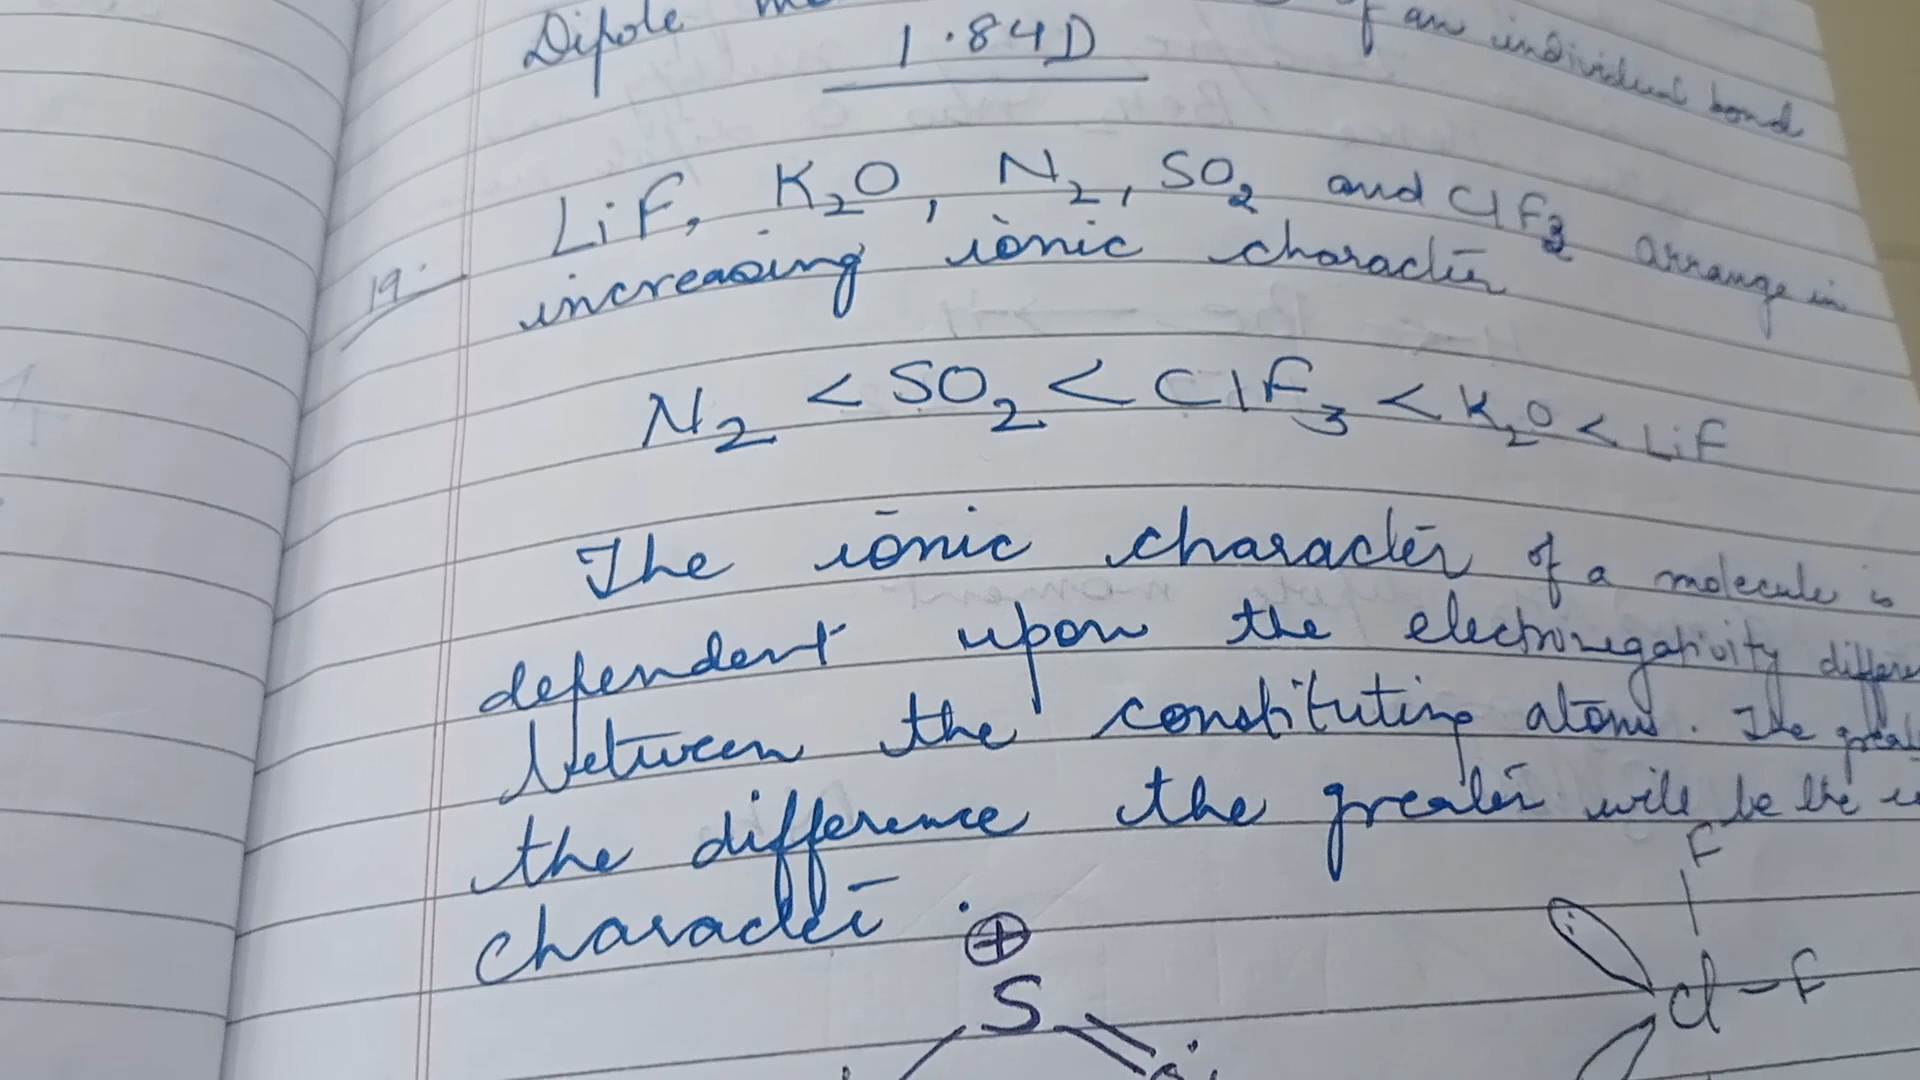 Dipole of an individual bond
1.84D
LiF, K₂O, N₂, SO₂ and ClF₃ arrange in
19. increasing ionic character
N₂ < SO₂ < ClF₃ < K₂O < LiF
The ionic character of a molecule is
dependent upon the electronegativity differen
between the constituting atoms. The great
the difference the greater will be the i
character.
F
⊕
S
Cl-F